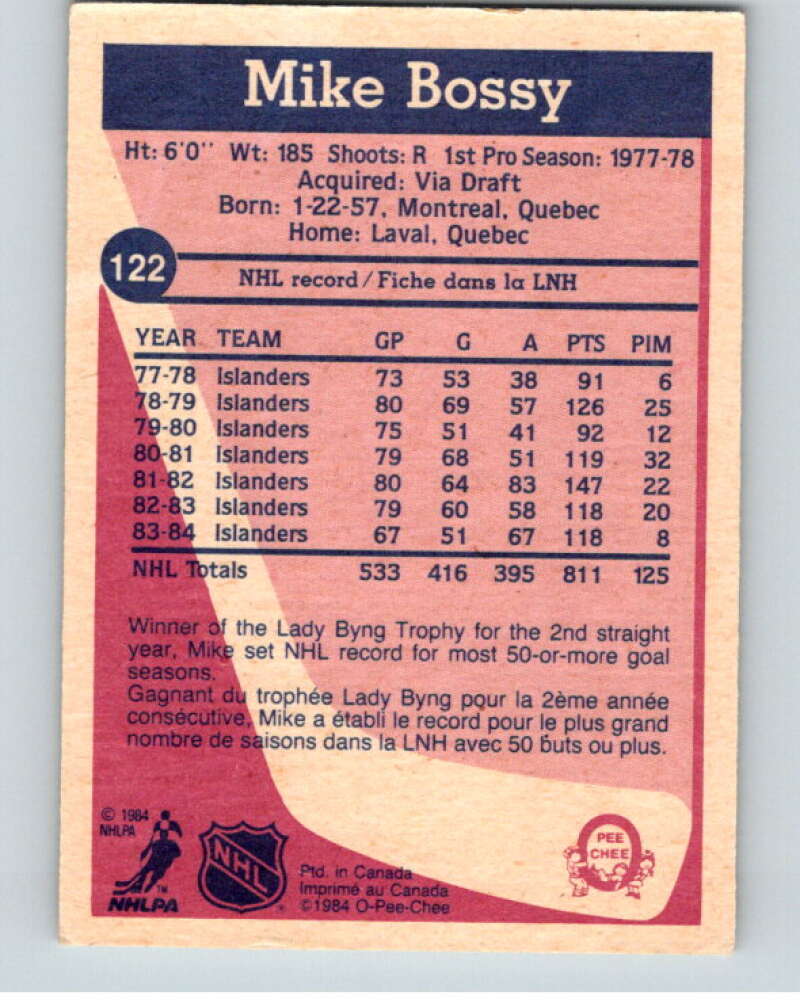 Mike Bossy
Ht: 6'0" Wt: 185 Shoots: R 1st Pro Season: 1977-78
Acquired: Via Draft
Born: 1-22-57, Montreal, Quebec
Home: Laval, Quebec
122
NHL record/Fiche dans la LNH
YEAR TEAM GP G A PTS PIM
77-78 Islanders 73 53 38 91 6
78-79 Islanders 80 69 57 126 25
79-80 Islanders 75 51 41 92 12
80-81 Islanders 79 68 51 119 32
81-82 Islanders 80 64 83 147 22
82-83 Islanders 79 60 58 118 20
83-84 Islanders 67 51 67 118 8
NHL Totals 533 416 395 811 125
Winner of the Lady Byng Trophy for the 2nd straight
year, Mike set NHL record for most 50-or-more goal
seasons.
Gagnant du trophée Lady Byng pour la 2ème année
consécutive, Mike a établi le record pour le plus grand
nombre de saisons dans la LNH avec 50 buts ou plus.
© 1984
NHLPA
TM
NHLPA
NHL
®
Ptd. in Canada
Imprimé au Canada
©1984 O-Pee-Chee
PEE
CHEE